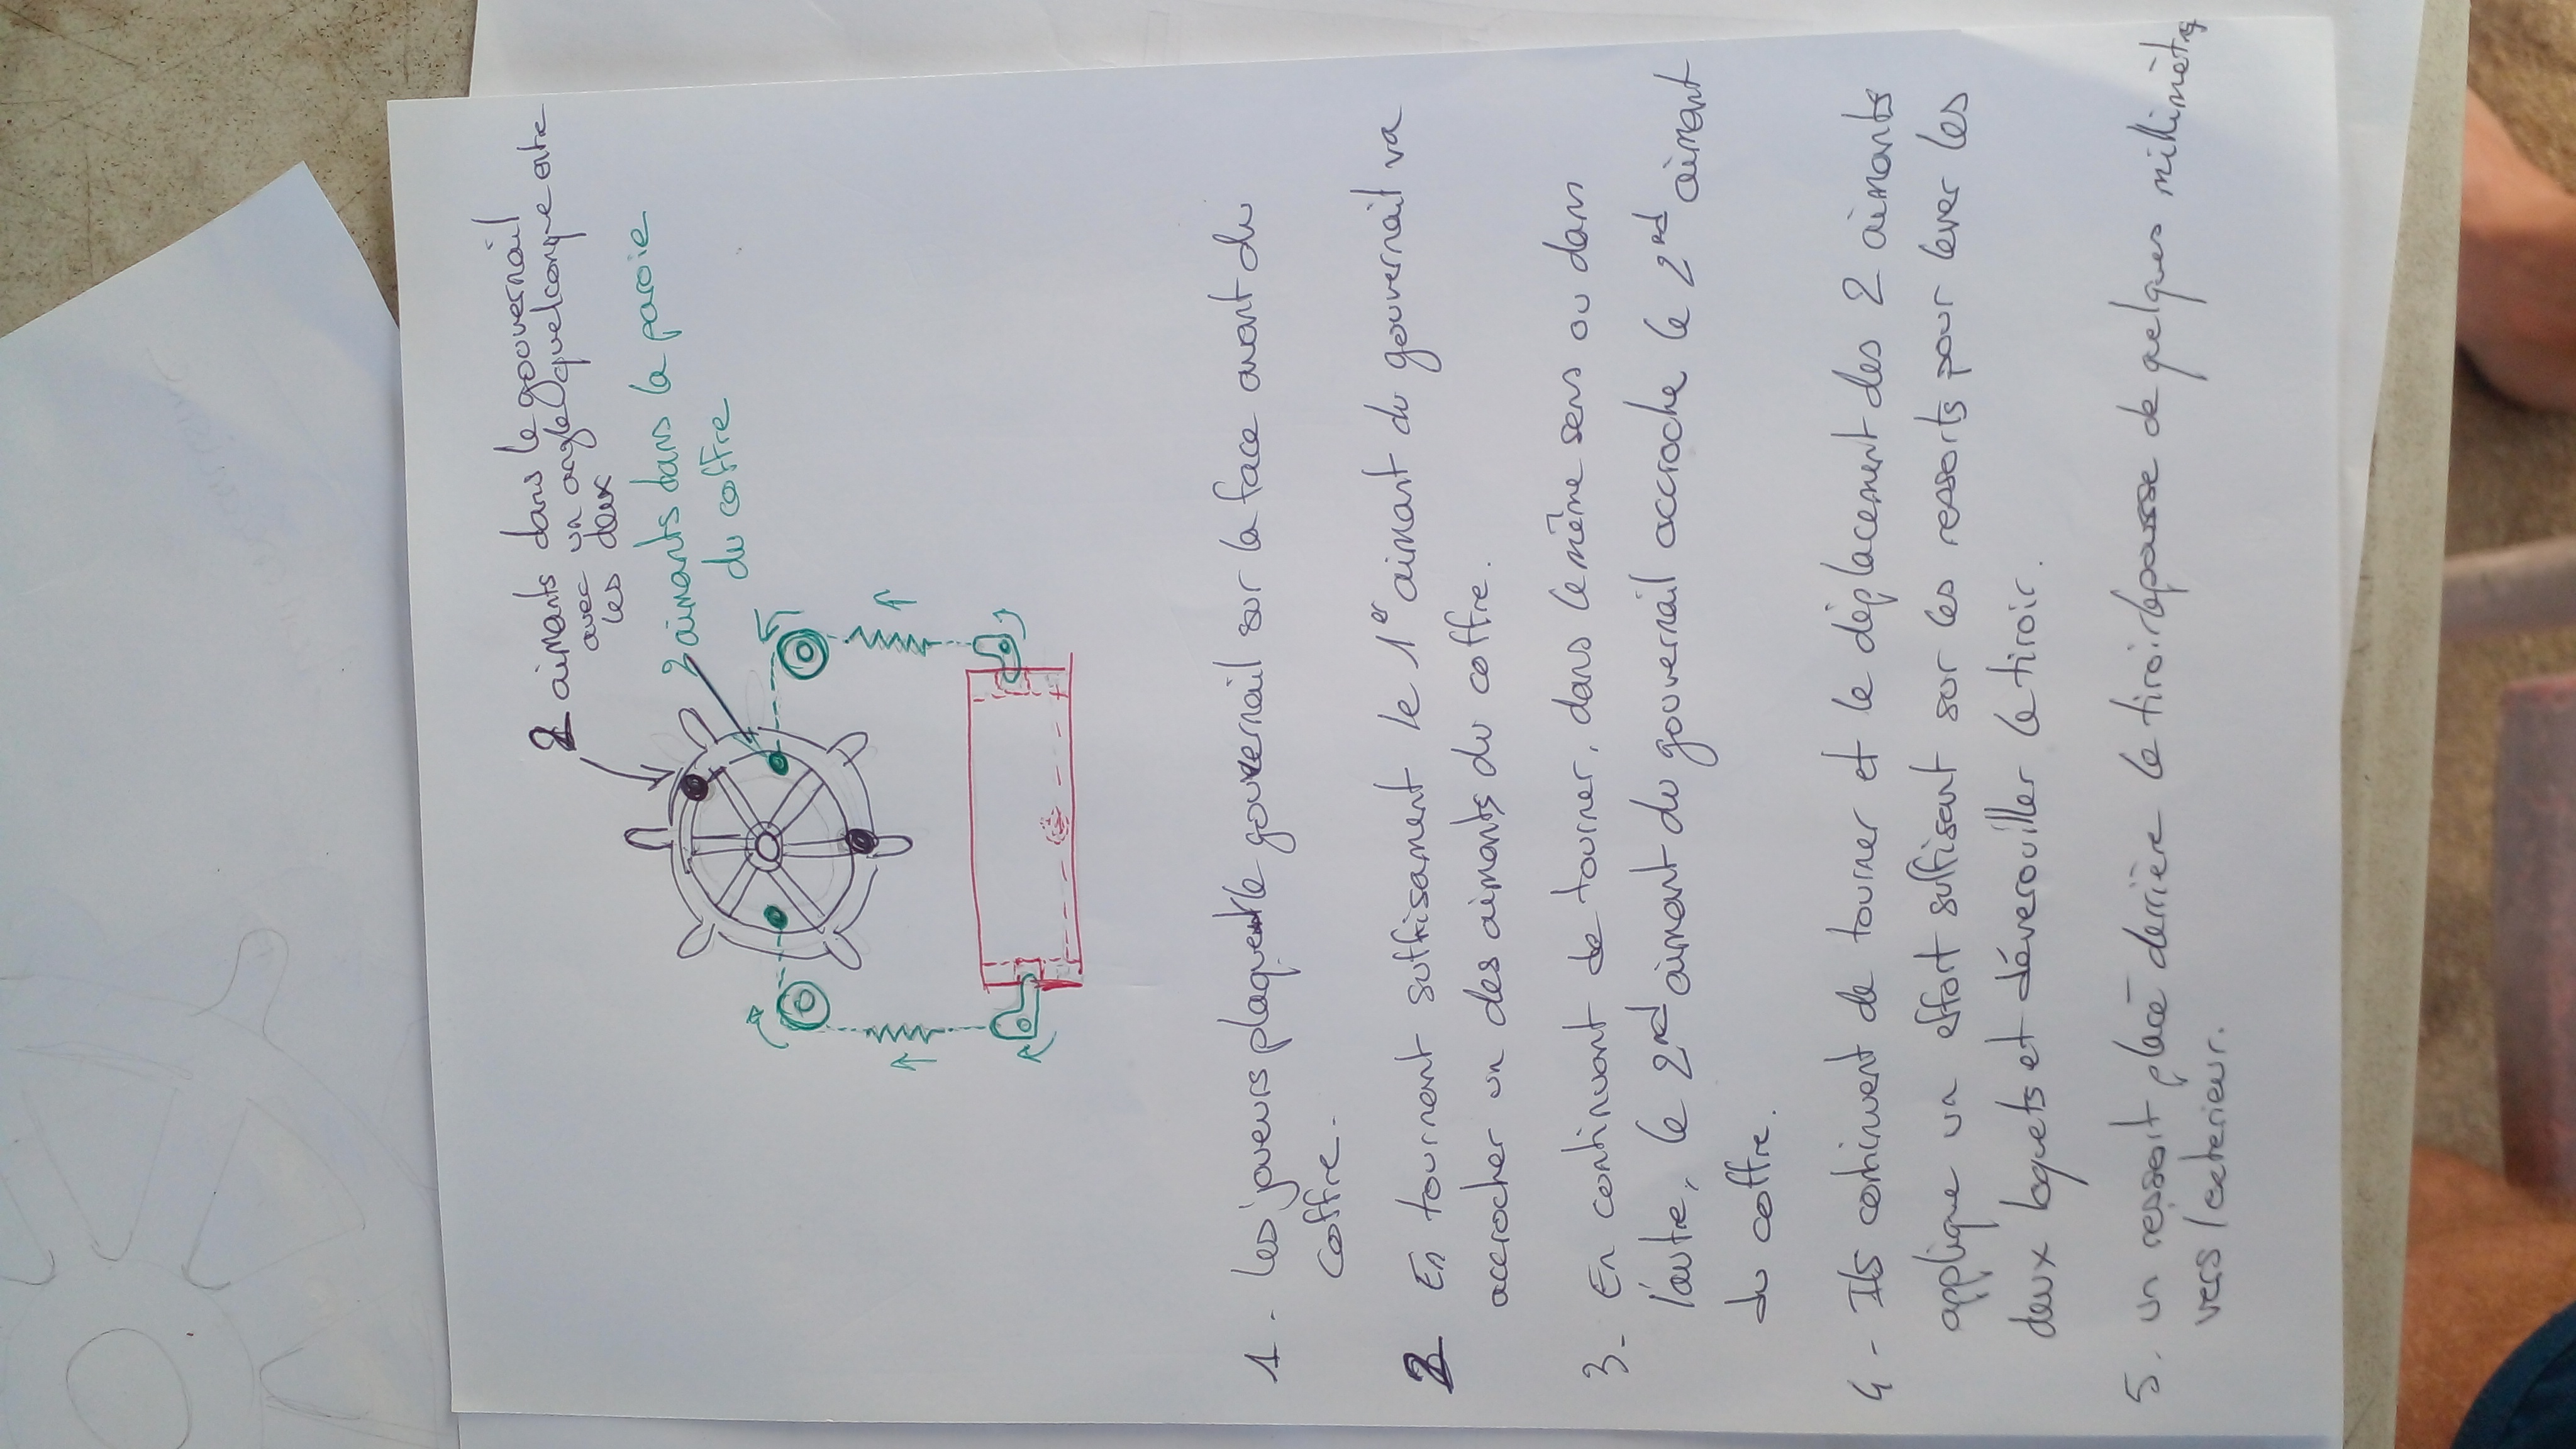 2 aimants dans le gouvernail
avec un angle quelconque entre
les deux
2 aimants dans la paroie
du coffre
1 - Les joueurs plaquent le gouvernail sur la face avant du
coffre.
2 En tournant suffisament le 1er aimant du gouvernail va
accrocher un des aimants du coffre.
3 - En continuant de tourner, dans le même sens ou dans
l'autre, le 2nd aimant du gouvernail accroche le 2nd aimant
du coffre.
4 - Ils continuent de tourner et le déplacement des 2 aimants
applique un effort suffisant sur les ressorts pour lever les
deux loquets et déverouiller le tiroir.
5. un ressort placé derrière le tiroir le pousse de quelques millimètres
vers l'exterieur.